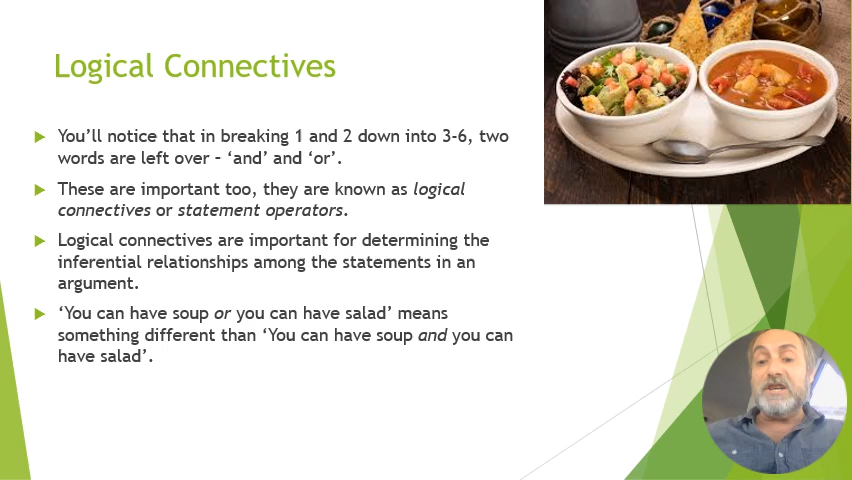 Logical Connectives
You'll notice that in breaking 1 and 2 down into 3-6, two
words are left over – 'and' and 'or'.
These are important too, they are known as logical
connectives or statement operators.
Logical connectives are important for determining the
inferential relationships among the statements in an
argument.
'You can have soup or you can have salad' means
something different than 'You can have soup and you can
have salad'.